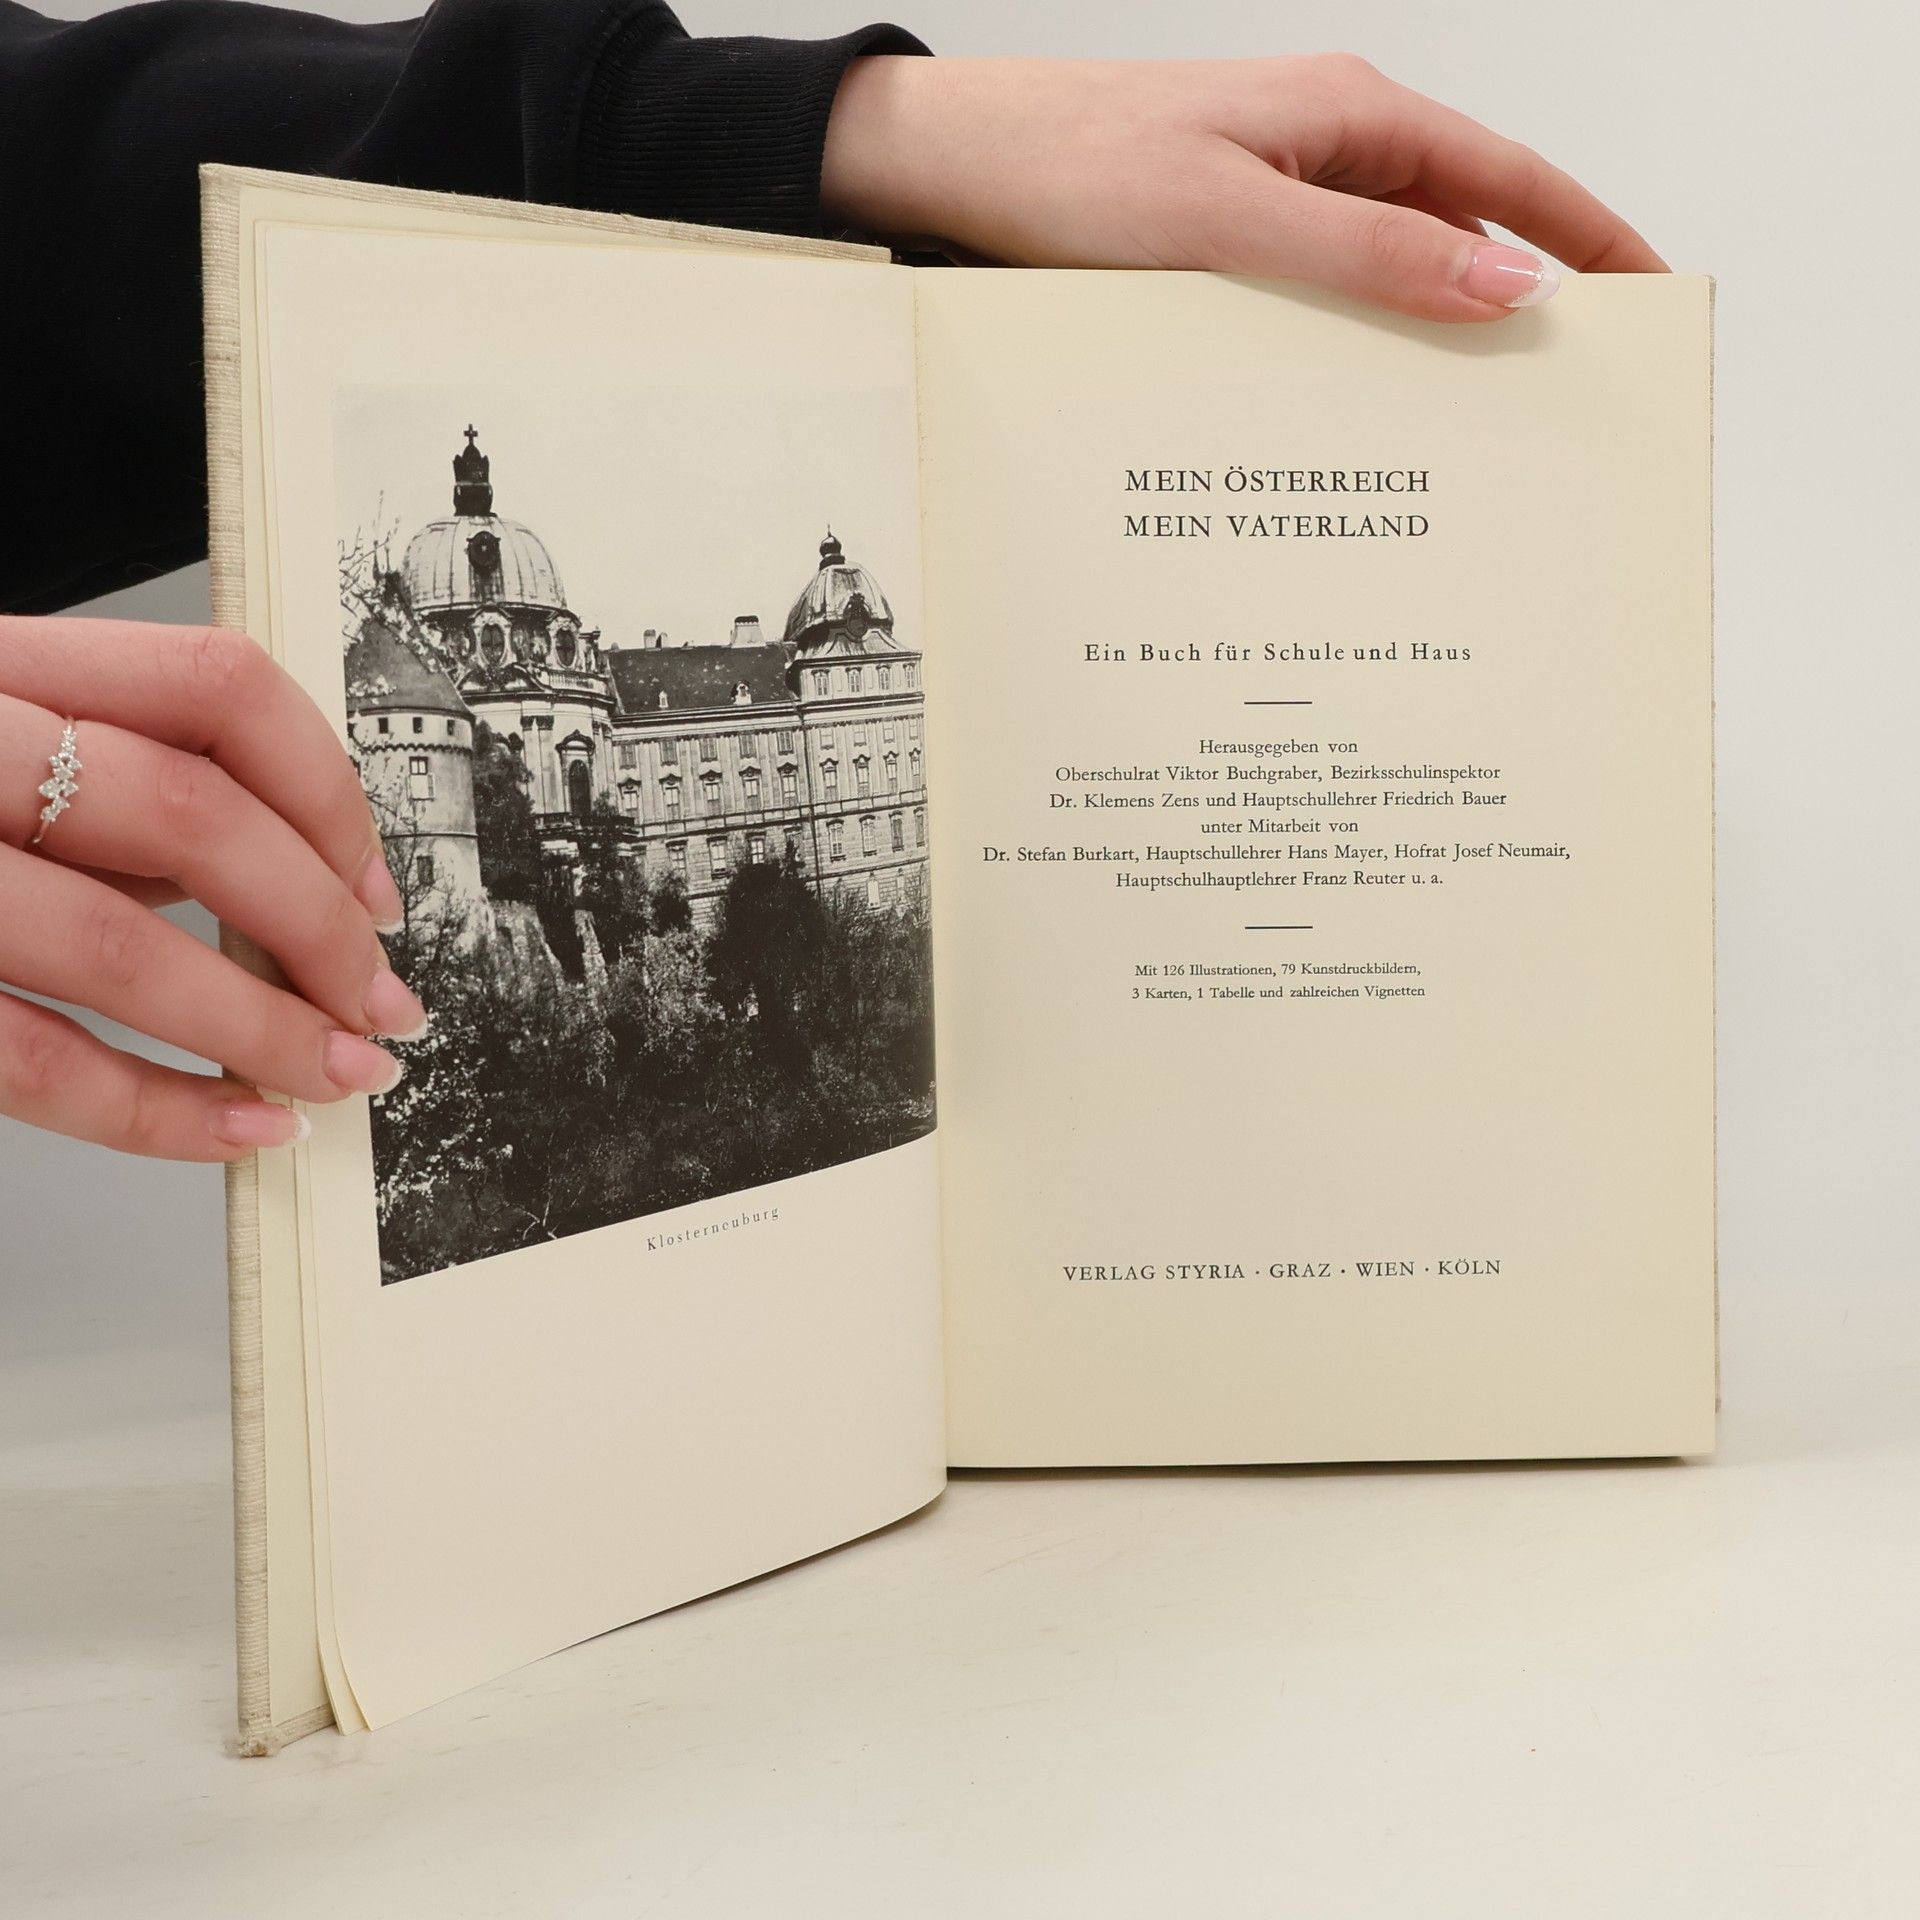 Klosterneuburg
MEIN ÖSTERREICH
MEIN VATERLAND
Ein Buch für Schule und Haus
Herausgegeben von
Oberschulrat Viktor Buchgraber, Bezirksschulinspektor
Dr. Klemens Zens und Hauptschullehrer Friedrich Bauer
unter Mitarbeit von
Dr. Stefan Burkart, Hauptschullehrer Hans Mayer, Hofrat Josef Neumair,
Hauptschulhauptlehrer Franz Reuter u. a.
Mit 126 Illustrationen, 79 Kunstdruckbildern,
3 Karten, 1 Tabelle und zahlreichen Vignetten
VERLAG STYRIA · GRAZ · WIEN · KÖLN